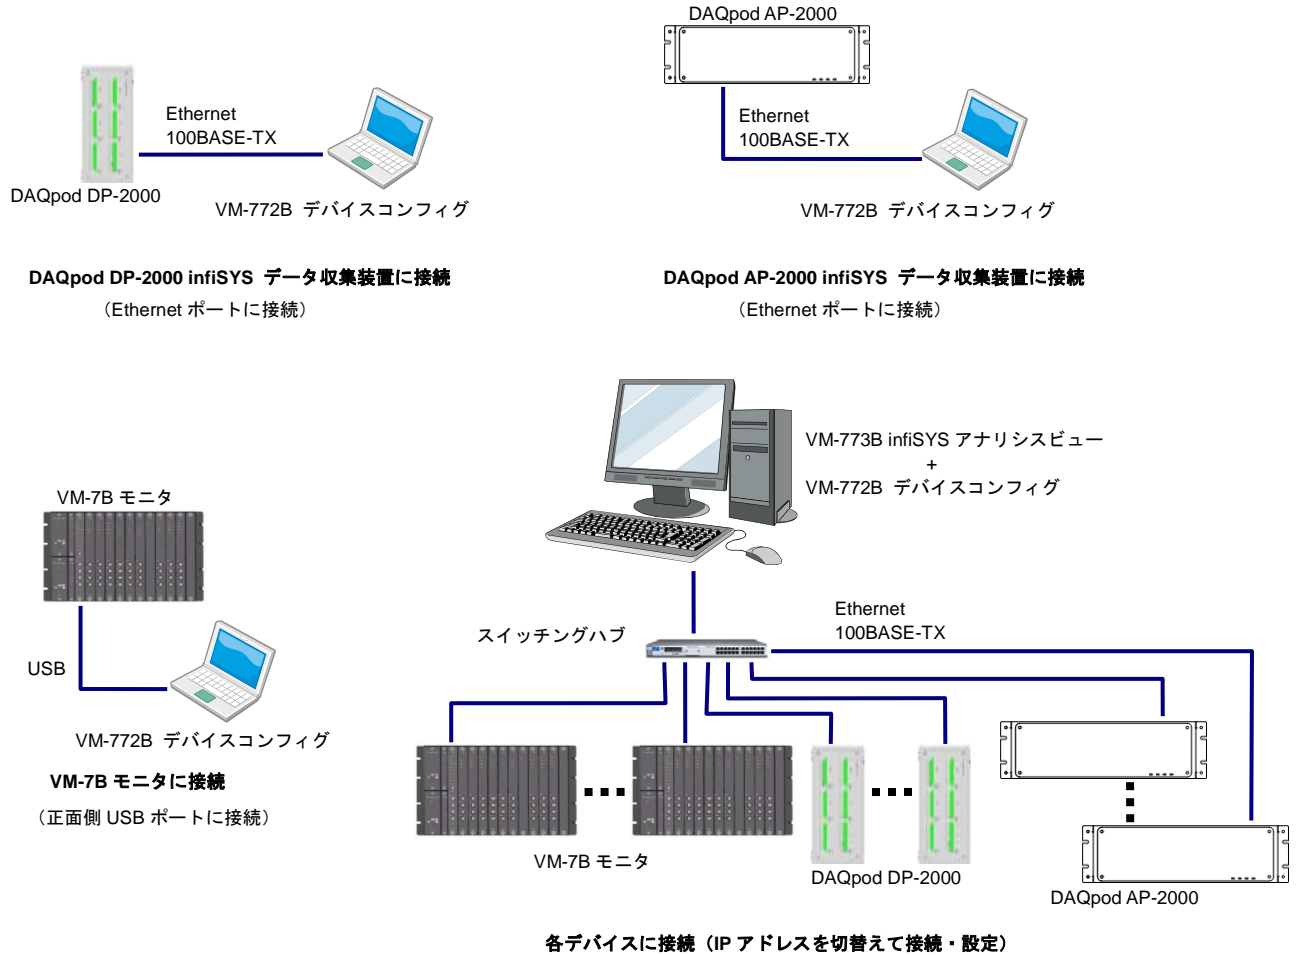 DAQpod DP-2000
Ethernet
100BASE-TX
VM-772B デバイスコンフィグ
DAQpod DP-2000 infiSYS データ収集装置に接続
（Ethernet ポートに接続）
DAQpod AP-2000
Ethernet
100BASE-TX
VM-772B デバイスコンフィグ
DAQpod AP-2000 infiSYS データ収集装置に接続
（Ethernet ポートに接続）
VM-7B モニタ
USB
VM-772B デバイスコンフィグ
VM-7B モニタに接続
（正面側 USB ポートに接続）
VM-773B infiSYS アナリシスビュー
+
VM-772B デバイスコンフィグ
スイッチングハブ
Ethernet
100BASE-TX
VM-7B モニタ
DAQpod DP-2000
DAQpod AP-2000
各デバイスに接続（IP アドレスを切替えて接続・設定）